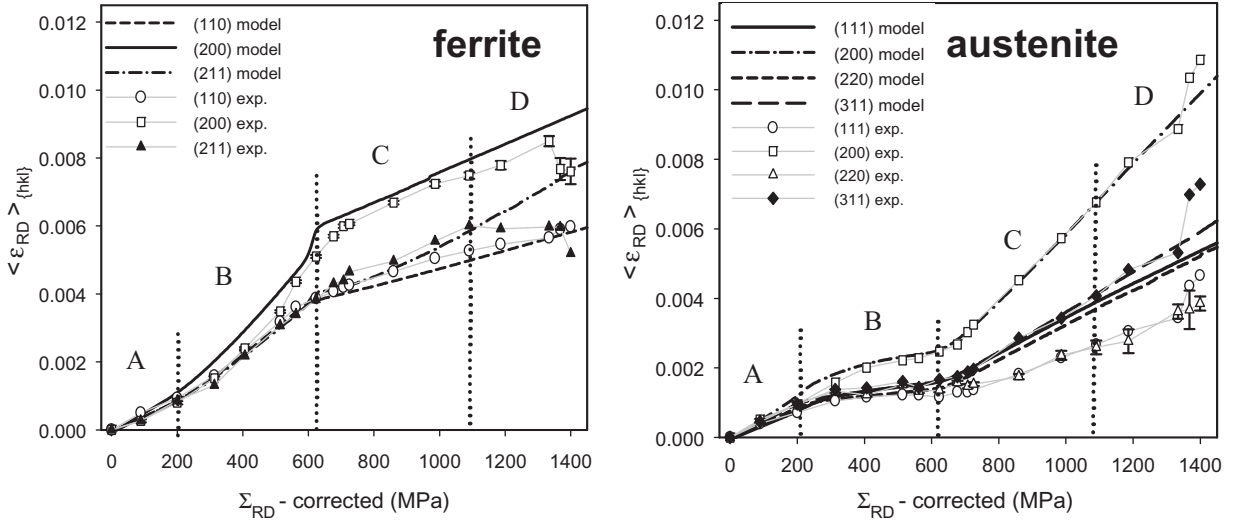 ferrite
(110) model
(200) model
(211) model
(110) exp.
(200) exp.
(211) exp.
A
B
C
D
0.012
0.010
0.008
0.006
0.004
0.002
0.000
<ε_RD>_{hkl}
0 200 400 600 800 1000 1200 1400
Σ_RD - corrected (MPa)
austenite
(111) model
(200) model
(220) model
(311) model
(111) exp.
(200) exp.
(220) exp.
(311) exp.
A
B
C
D
0.012
0.010
0.008
0.006
0.004
0.002
0.000
<ε_RD>_{hkl}
0 200 400 600 800 1000 1200 1400
Σ_RD - corrected (MPa)